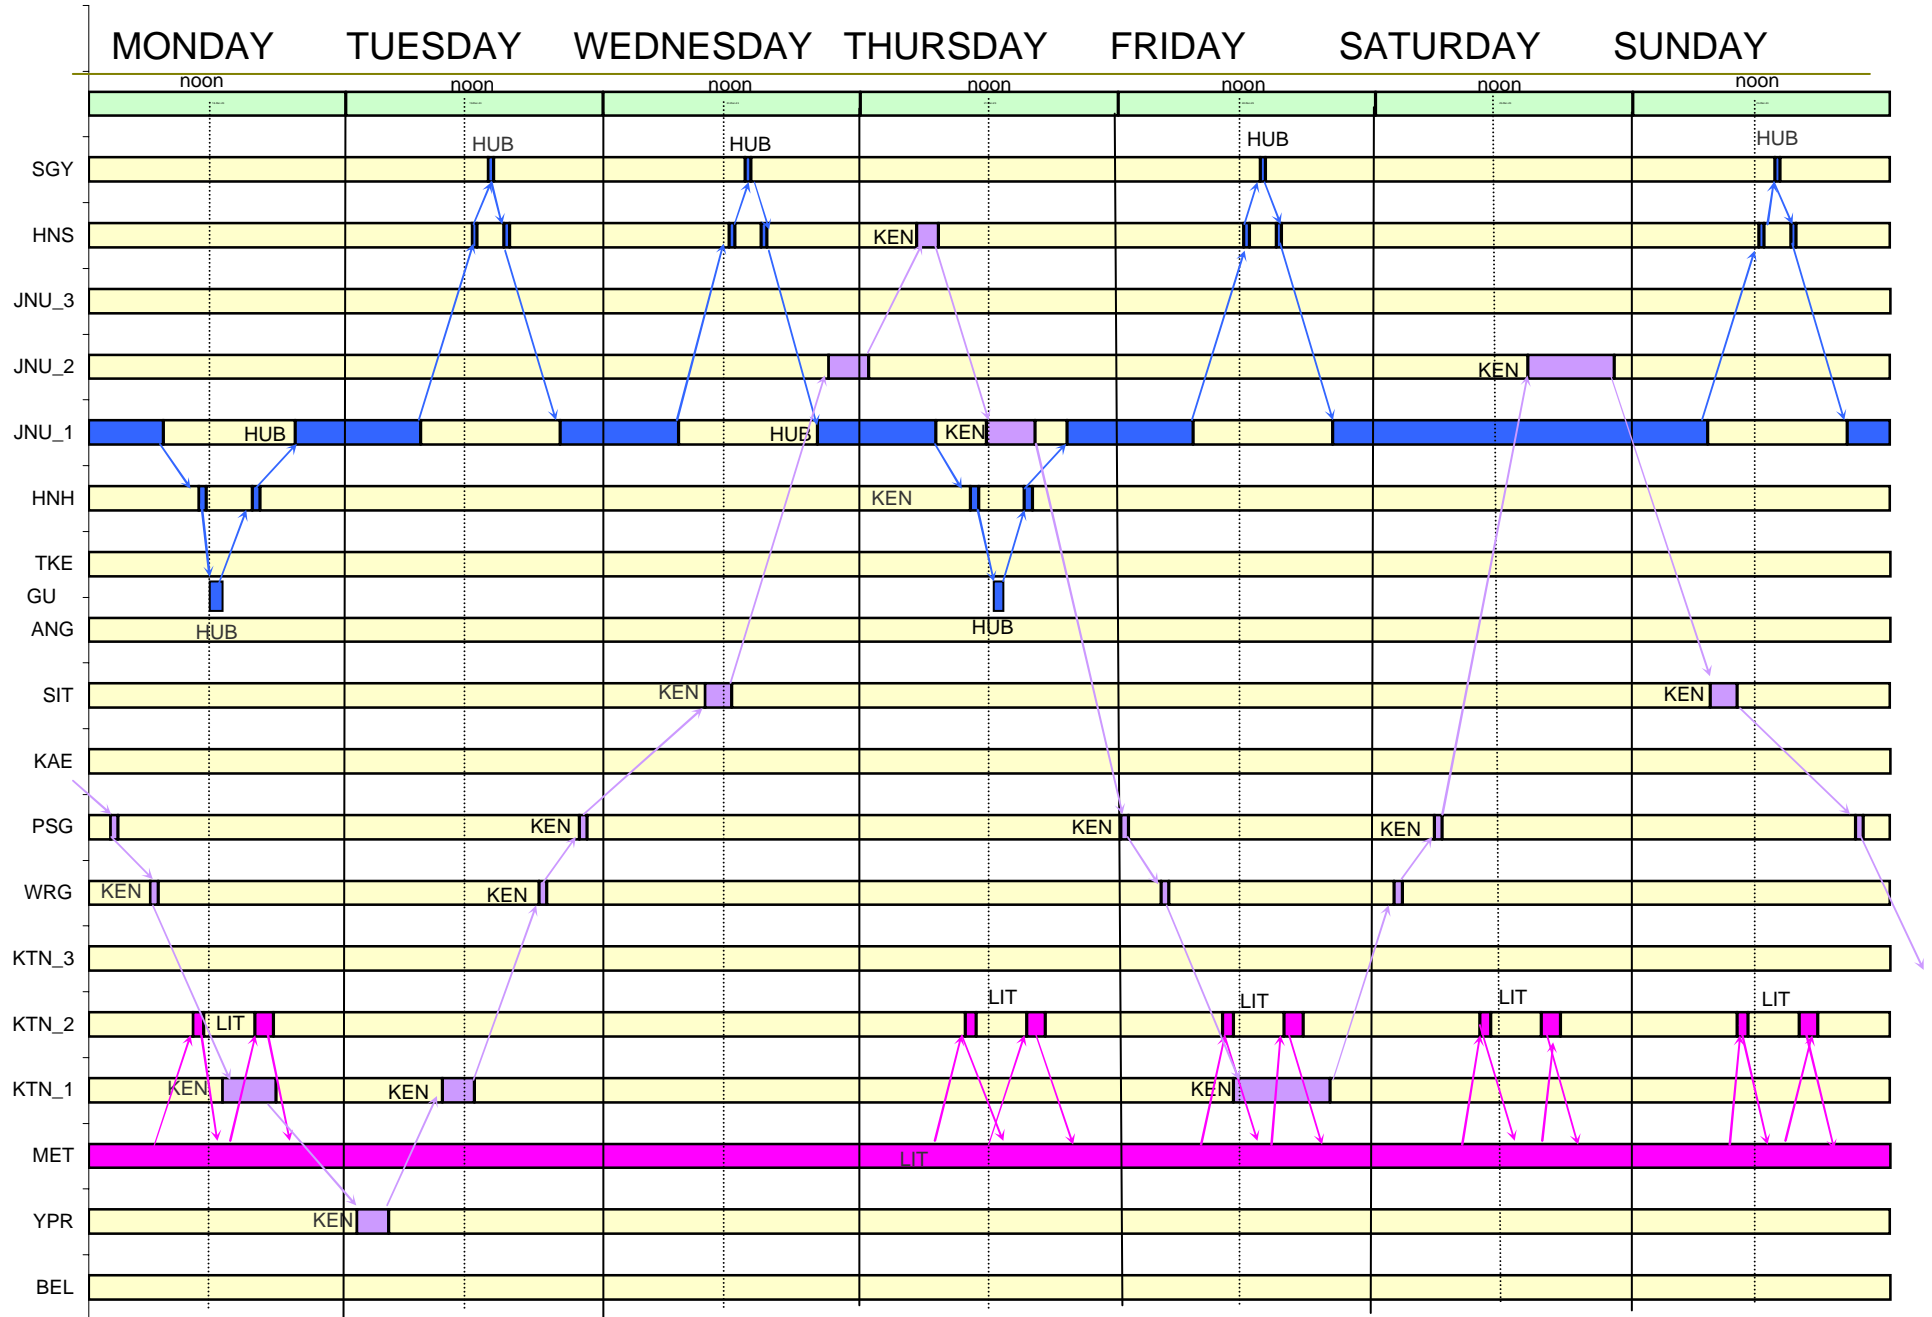 MONDAY TUESDAY WEDNESDAY THURSDAY FRIDAY SATURDAY SUNDAY
noon noon noon noon noon noon noon
HUB HUB HUB HUB
SGY
HNS KEN
JNU_3
JNU_2 KEN
JNU_1 HUB HUB KEN
HNH KEN
TKE
GU
ANG HUB HUB
SIT KEN KEN
KAE
PSG KEN KEN KEN
WRG KEN KEN
KTN_3
LIT LIT LIT LIT
KTN_2 LIT
KTN_1 KEN KEN KEN
MET LIT
YPR KEN
BEL